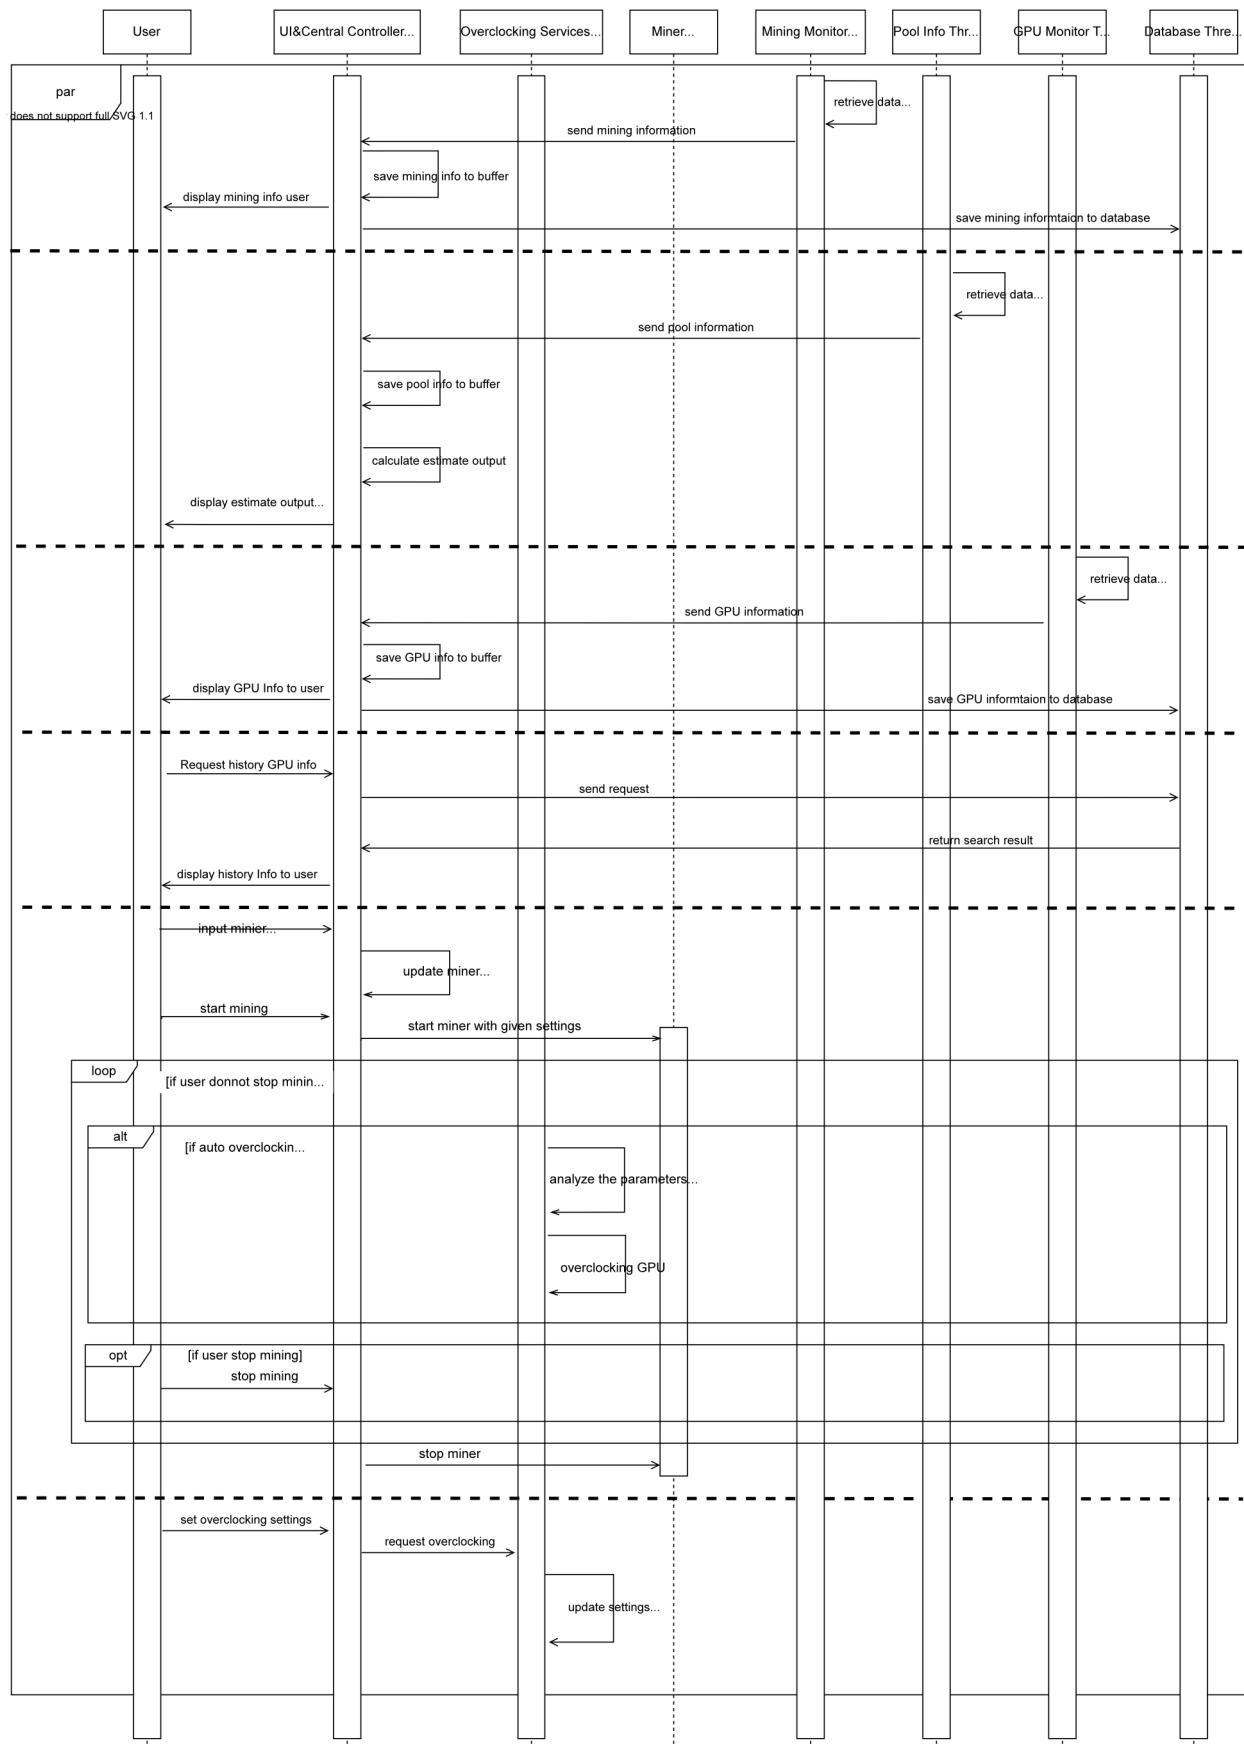 User
UI&Central Controller...
Overclocking Services...
Miner...
Mining Monitor...
Pool Info Thr...
GPU Monitor T...
Database Thre...
par
does not support full SVG 1.1
retrieve data...
send mining information
save mining info to buffer
display mining info user
save mining informtaion to database
retrieve data...
send pool information
save pool info to buffer
calculate estimate output
display estimate output...
retrieve data...
send GPU information
save GPU info to buffer
display GPU Info to user
save GPU informtaion to database
Request history GPU info
send request
return search result
display history Info to user
input minier...
update miner...
start mining
start miner with given settings
loop
[if user donnot stop minin...
alt
[if auto overclockin...
analyze the parameters...
overclocking GPU
opt
[if user stop mining]
stop mining
stop miner
set overclocking settings
request overclocking
update settings...